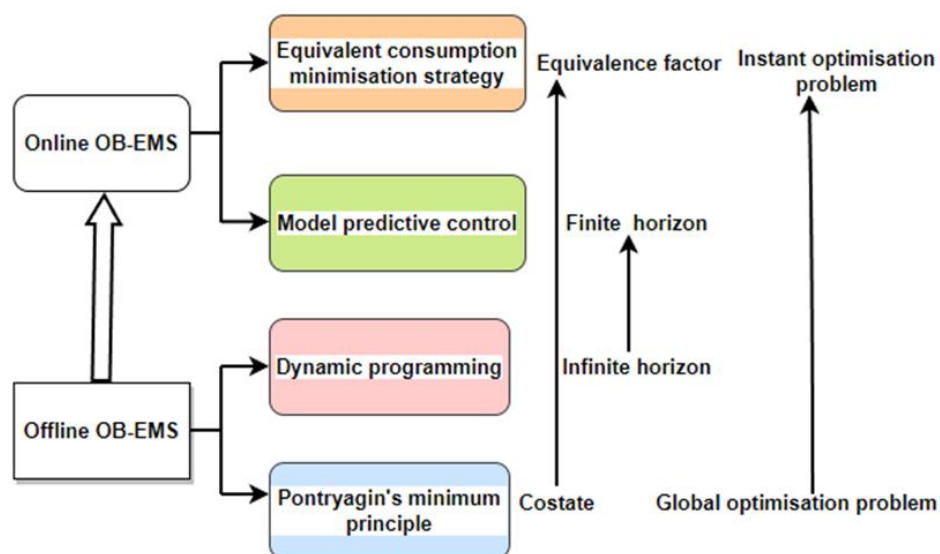 Equivalent consumption
minimisation strategy
Equivalence factor
Instant optimisation
problem
Online OB-EMS
Model predictive control
Finite horizon
Dynamic programming
Infinite horizon
Offline OB-EMS
Pontryagin's minimum
principle
Costate
Global optimisation problem